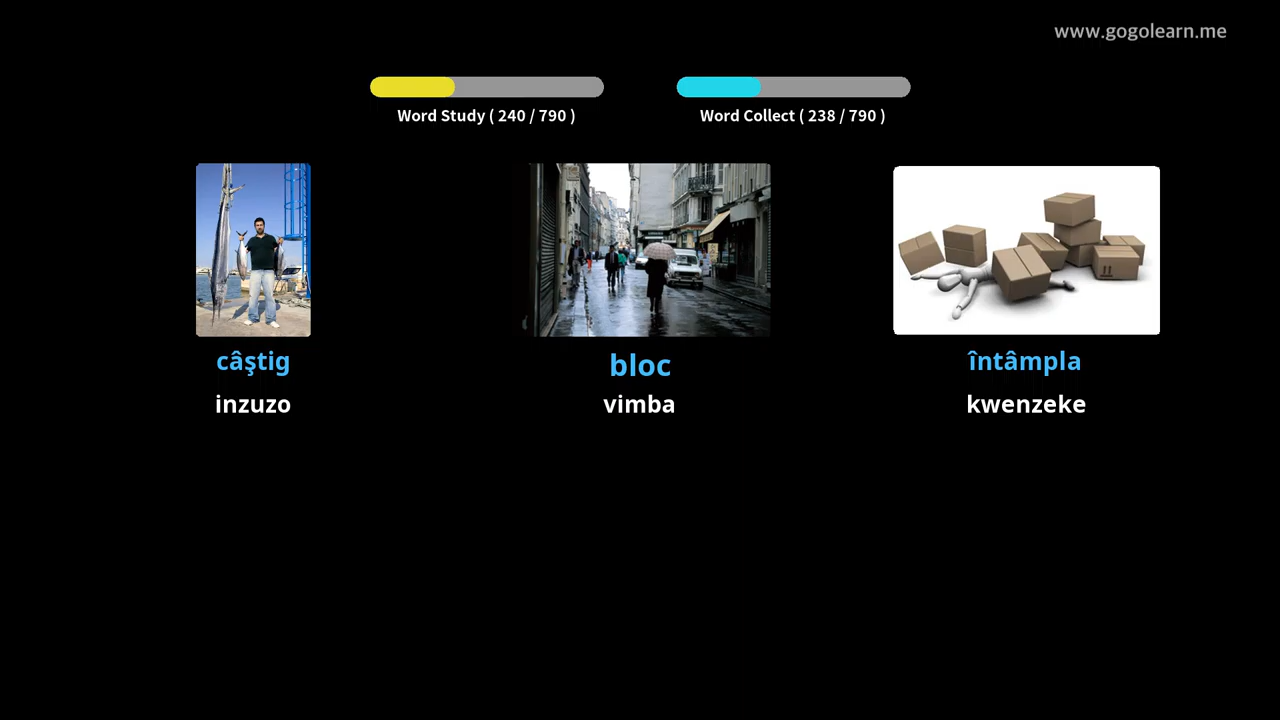 www.gogolearn.me
Word Study ( 240 / 790 )
Word Collect ( 238 / 790 )
câştig
bloc
întâmpla
inzuzo
vimba
kwenzeke